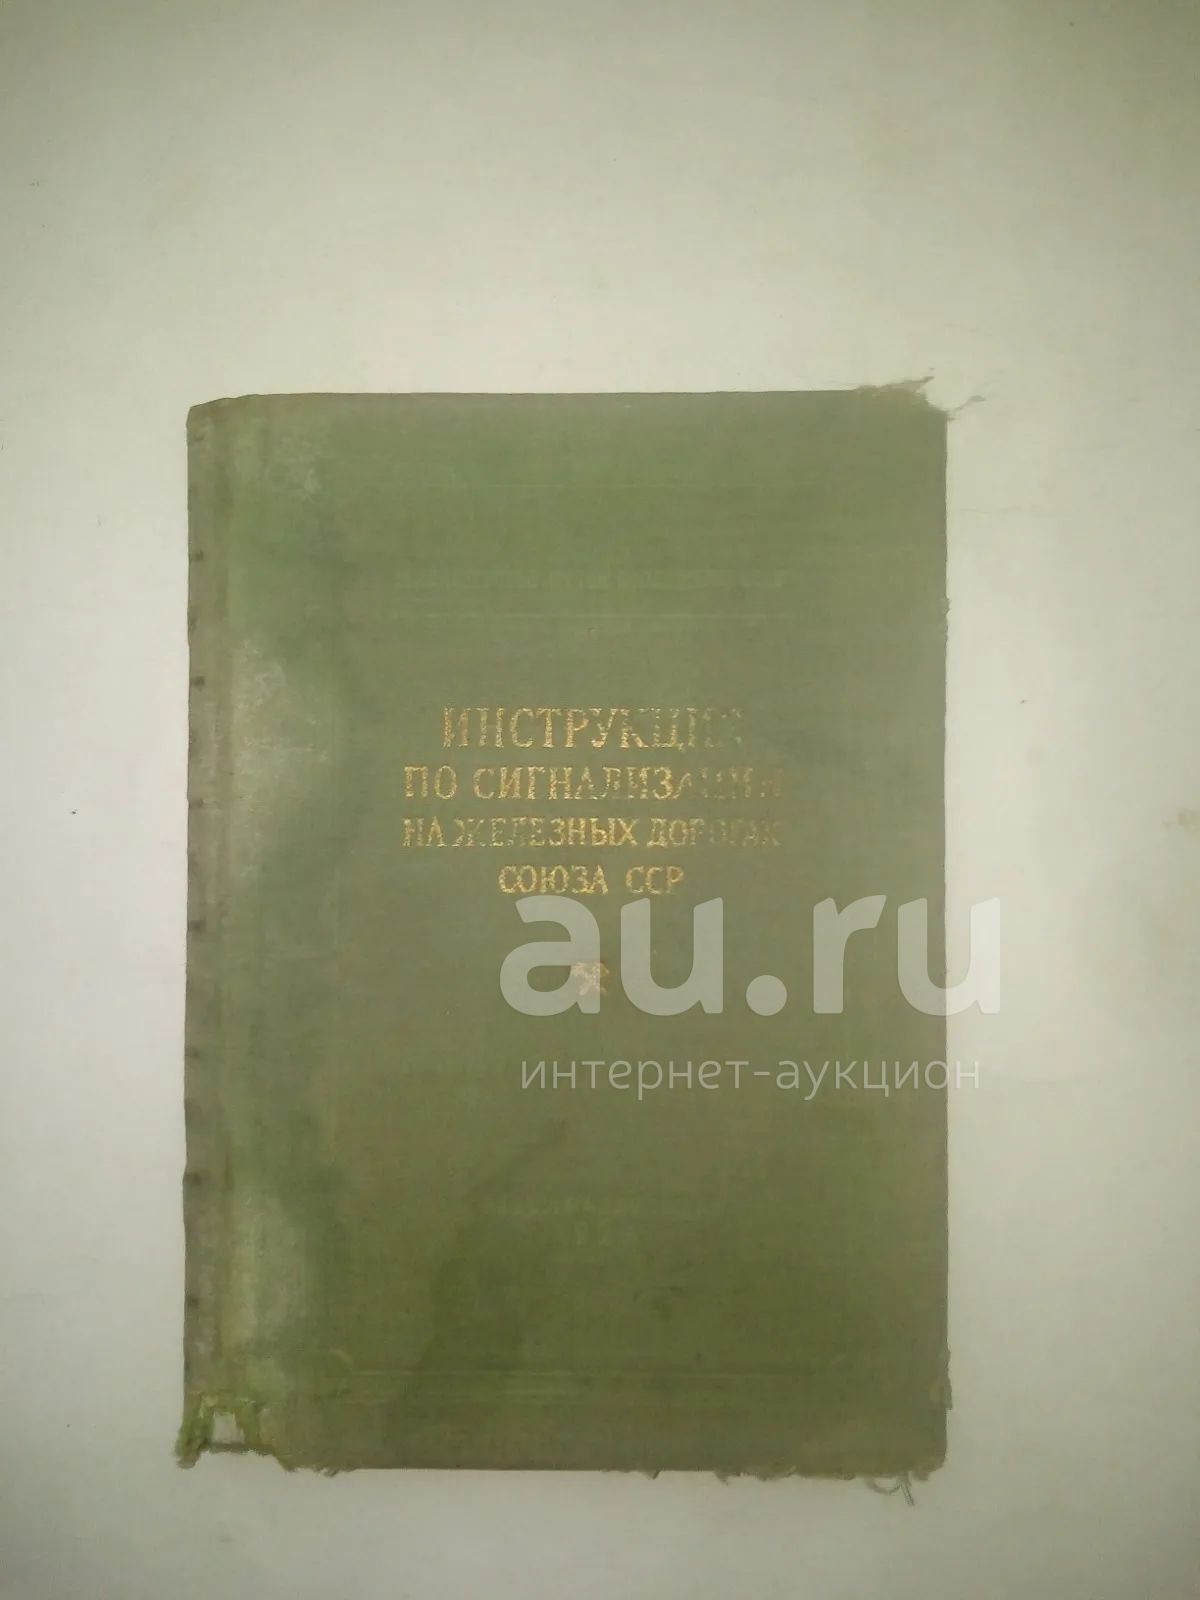 ИНСТРУКЦИЯ
ПО СИГНАЛИЗАЦИИ
НА ЖЕЛЕЗНЫХ ДОРОГАХ
СОЮЗА ССР
au.ru
интернет-аукцион